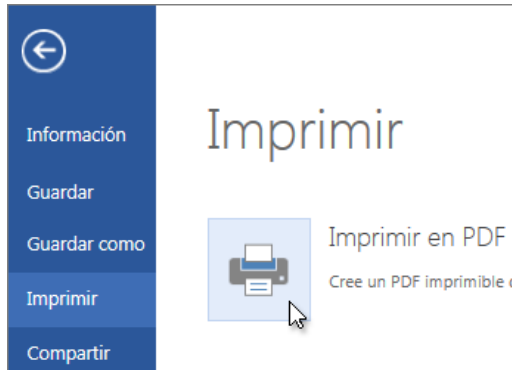 Información
Guardar
Guardar como
Imprimir
Compartir
Imprimir
Imprimir en PDF
Cree un PDF imprimible